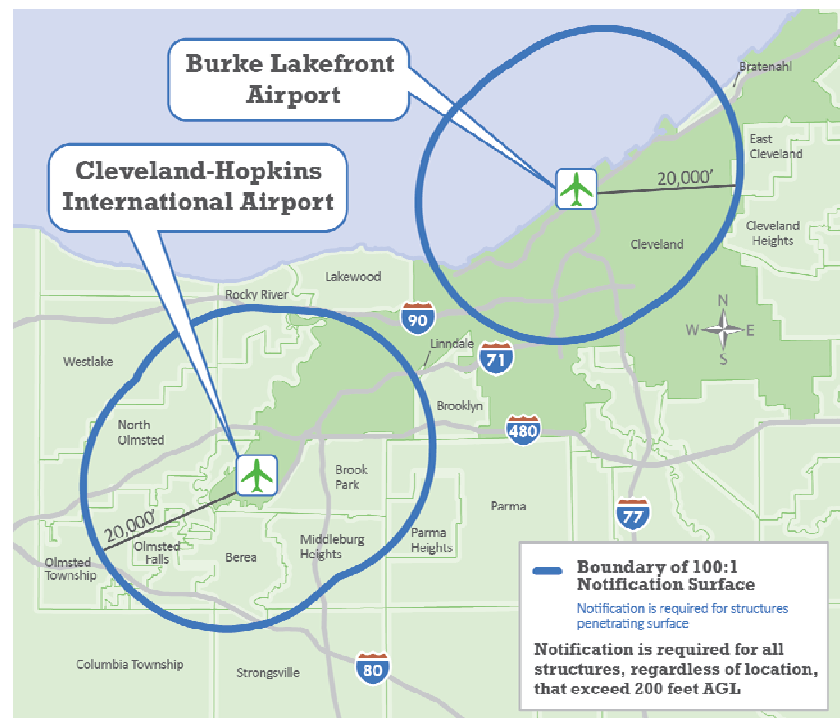 Burke Lakefront
Airport
Bratenahl
East
Cleveland
20,000'
Cleveland-Hopkins
International Airport
Cleveland
Heights
Cleveland
Lakewood
Rocky River
N
W
E
S
90
Linndale
71
Westlake
Brooklyn
North
Olmsted
480
Brook
Park
Parma
77
20,000'
Middleburg
Heights
Parma
Heights
Olmsted
Falls
Berea
Olmsted
Township
Boundary of 100:1
Notification Surface
Notification is required for structures
penetrating surface
Notification is required for all
structures, regardless of location,
that exceed 200 feet AGL
Columbia Township
Strongsville
80